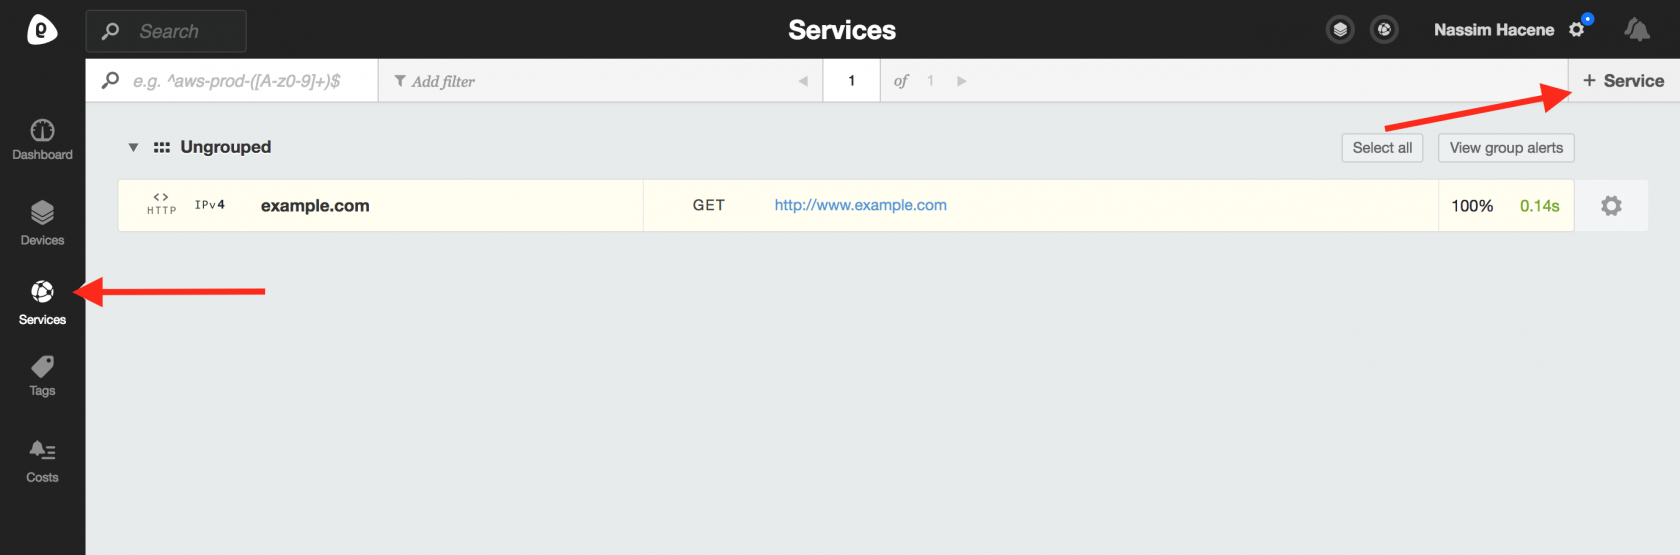 Search
Services
Nassim Hacene
e.g. ^aws-prod-([A-z0-9]+)$
Add filter
1
of 1
+ Service
Dashboard
Devices
Services
Tags
Costs
Ungrouped
Select all
View group alerts
<> HTTP
IPv4
example.com
GET
http://www.example.com
100%
0.14s